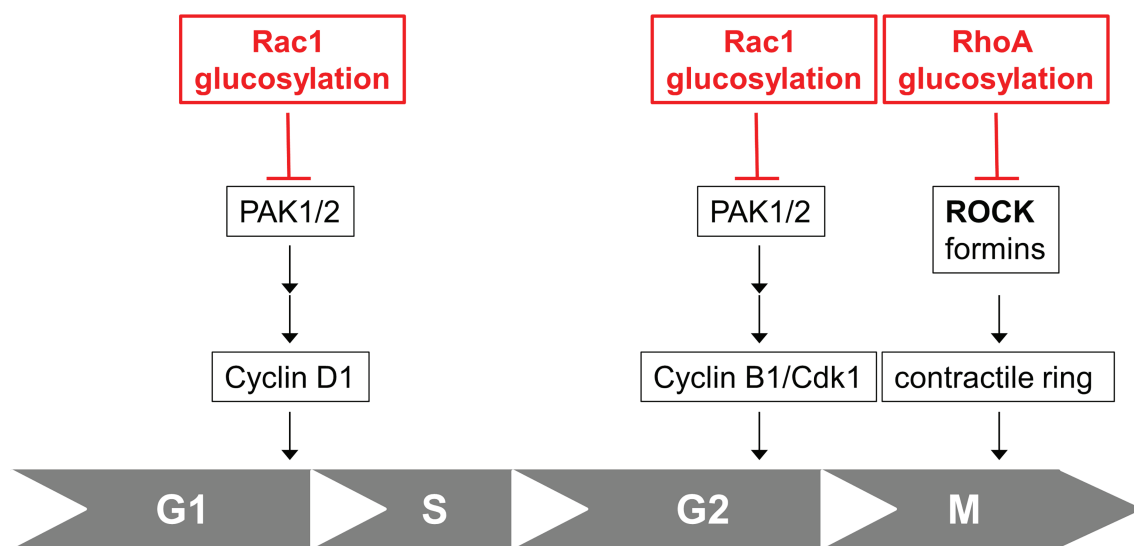 Rac1
glucosylation
Rac1
glucosylation
RhoA
glucosylation
PAK1/2
PAK1/2
ROCK
formins
Cyclin D1
Cyclin B1/Cdk1
contractile ring
G1
S
G2
M